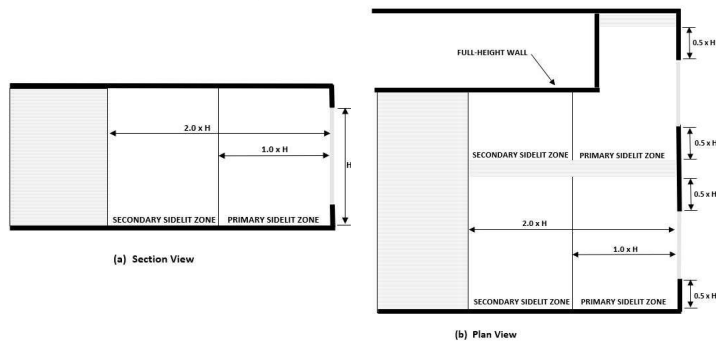 2.0 x H
1.0 x H
H
SECONDARY SIDELIT ZONE
PRIMARY SIDELIT ZONE
(a) Section View
0.5 x H
FULL-HEIGHT WALL
0.5 x H
SECONDARY SIDELIT ZONE
PRIMARY SIDELIT ZONE
0.5 x H
2.0 x H
1.0 x H
0.5 x H
SECONDARY SIDELIT ZONE
PRIMARY SIDELIT ZONE
(b) Plan View